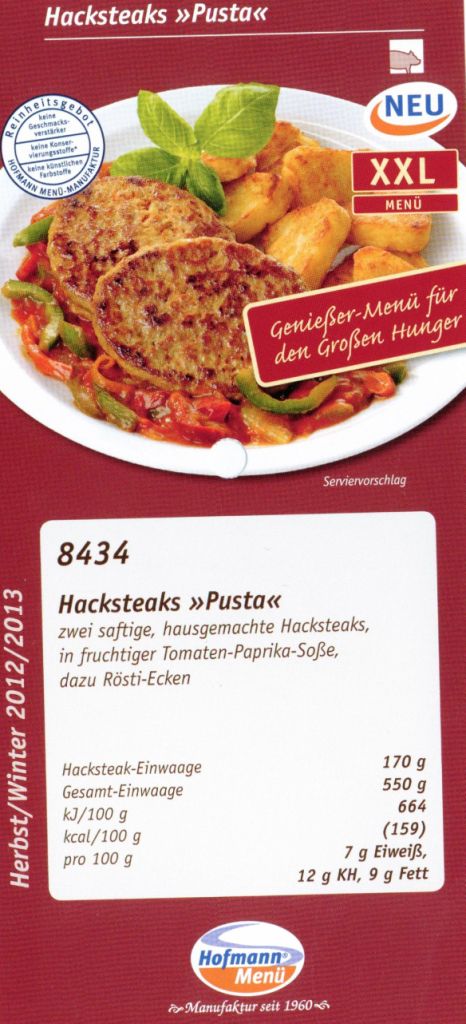 Hacksteaks »Pusta«
NEU
Reinheitsgebot
keine
Geschmacks-
verstärker
keine Konser-
vierungsstoffe*
keine künstlichen
Farbstoffe
HOFMANN MENÜ-MANUFAKTUR
XXL
MENÜ
Genießer-Menü für
den Großen Hunger
Serviervorschlag
8434
Hacksteaks »Pusta«
zwei saftige, hausgemachte Hacksteaks,
in fruchtiger Tomaten-Paprika-Soße,
dazu Rösti-Ecken
Hacksteak-Einwaage 170 g
Gesamt-Einwaage 550 g
kJ/100 g 664
kcal/100 g (159)
pro 100 g 7 g Eiweiß,
12 g KH, 9 g Fett
Herbst/Winter 2012/2013
Hofmann®
Menü
Manufaktur seit 1960